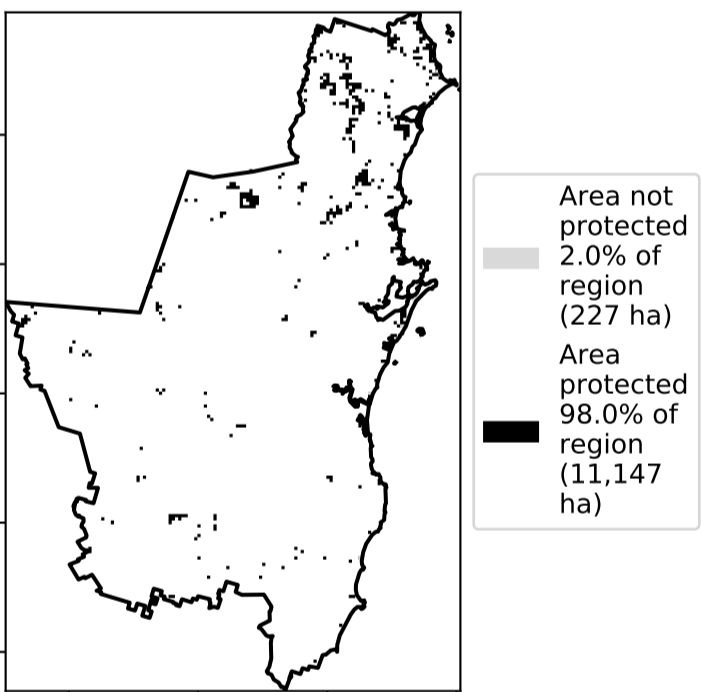 Area not
protected
2.0% of
region
(227 ha)
Area
protected
98.0% of
region
(11,147
ha)